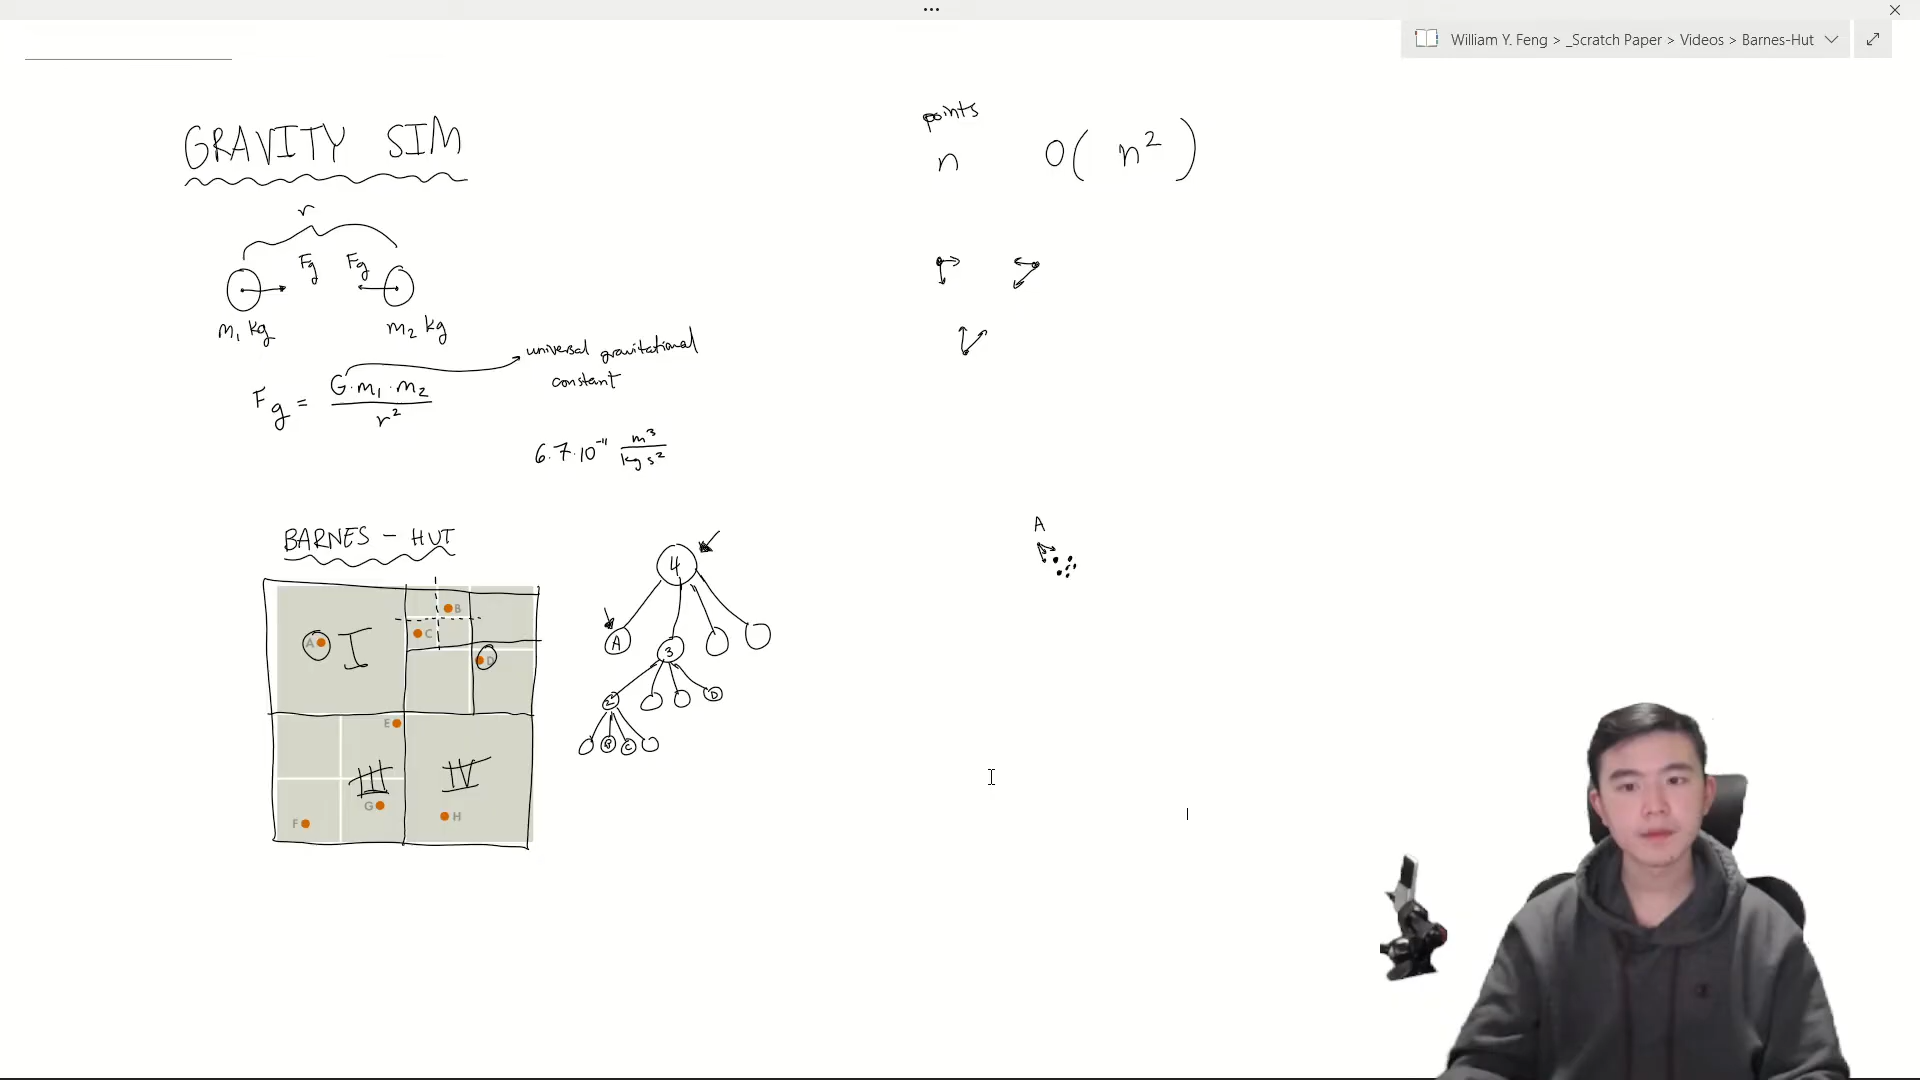 ...
William Y. Feng > _Scratch Paper > Videos > Barnes-Hut
GRAVITY SIM
r
Fg Fg
m₁ kg m₂ kg
Fg = G·m₁·m₂ / r²
universal gravitational
constant
6.7·10⁻¹¹ m³ / kg s²
points
n O( n² )
BARNES - HUT
A I
B
C
D
E
III
IV
G
F
H
4
A 3
2 D
B C
A